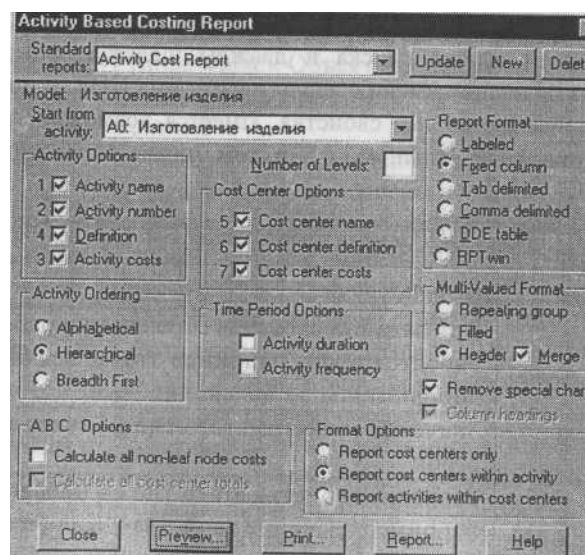 Activity Based Costing Report
Standard reports: Activity Cost Report Update New Delet
Model: Изготовление изделия
Start from activity: A0: Изготовление изделия
Number of Levels:
Activity Options
1 Activity name
2 Activity number
4 Definition
3 Activity costs
Cost Center Options
5 Cost center name
6 Cost center definition
7 Cost center costs
Report Format
Labeled
Fixed column
Tab delimited
Comma delimited
DDE table
RPTwin
Activity Ordering
Alphabetical
Hierarchical
Breadth First
Time Period Options
Activity duration
Activity frequency
Multi-Valued Format
Repeating group
Filled
Header Merge
Remove special char
Column headings
A B C Options
Calculate all non-leaf node costs
Calculate all cost center totals
Format Options
Report cost centers only
Report cost centers within activity
Report activities within cost centers
Close Preview... Print... Report... Help